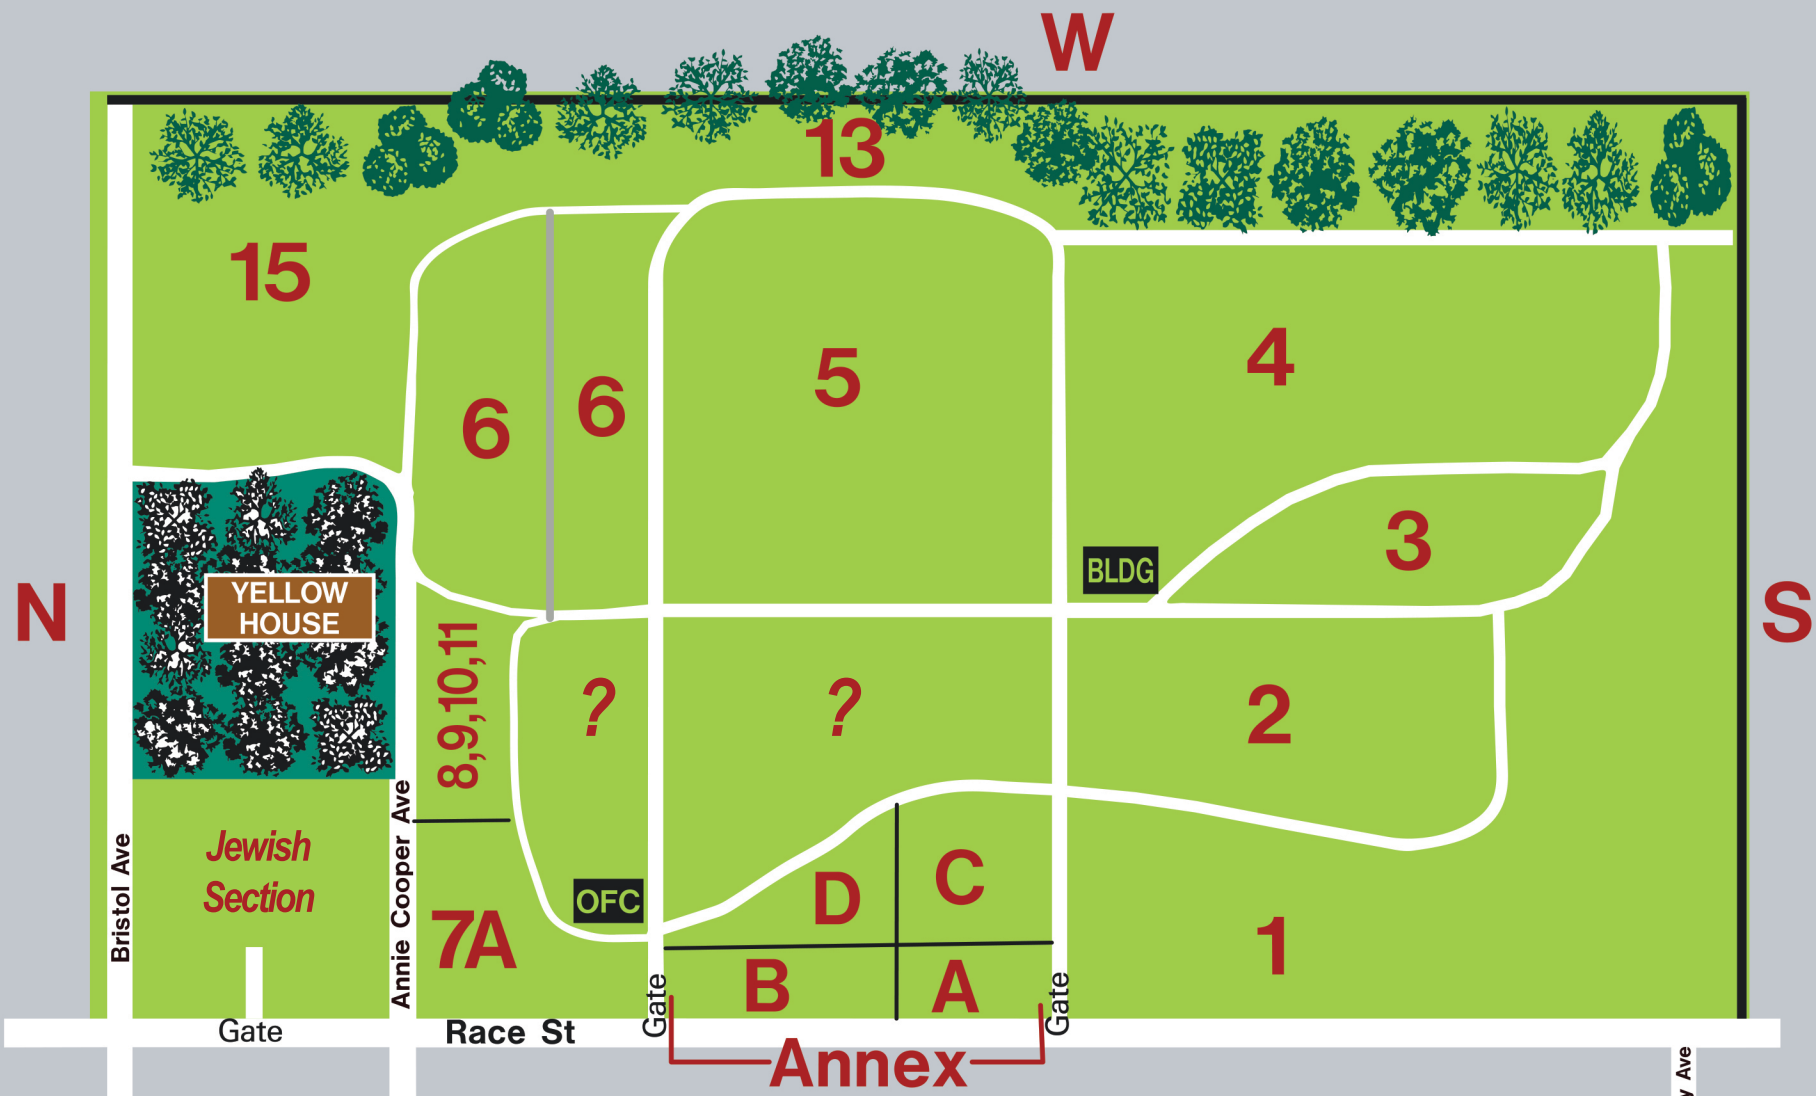 W
13
15
5
4
6
6
3
BLDG
YELLOW
HOUSE
N
S
8,9,10,11
?
?
2
Jewish
Section
Bristol Ave
Annie Cooper Ave
7A
OFC
D
C
B
A
1
Gate
Race St
Gate
Gate
Annex
y Ave